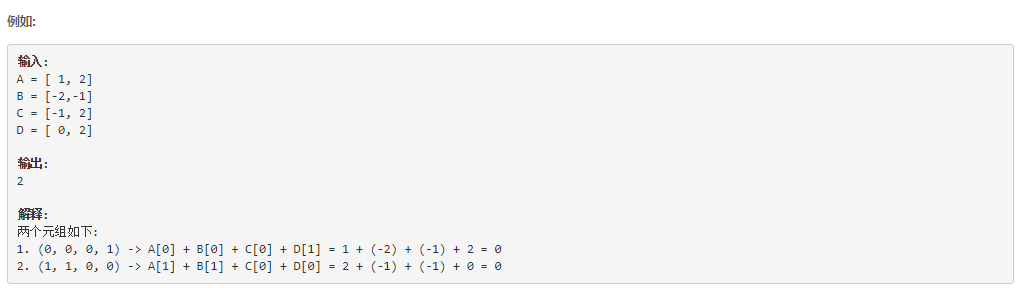 例如:
输入:
A = [ 1, 2]
B = [-2,-1]
C = [-1, 2]
D = [ 0, 2]
输出:
2
解释:
两个元组如下:
1. (0, 0, 0, 1) -> A[0] + B[0] + C[0] + D[1] = 1 + (-2) + (-1) + 2 = 0
2. (1, 1, 0, 0) -> A[1] + B[1] + C[0] + D[0] = 2 + (-1) + (-1) + 0 = 0